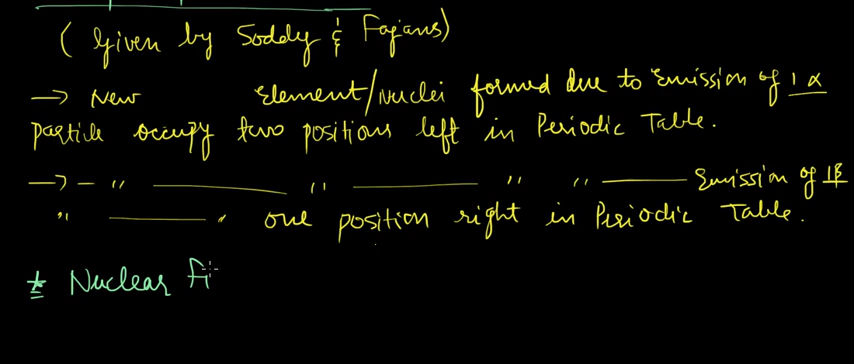 ( Given by Soddy & Fajans)
→ New Element/Nuclei formed due to Emission of 1 α
particle occupy two positions left in Periodic Table.
→ - " ——— " ——— " " ——— Emission of 1β
" ——— " one position right in Periodic Table.
* Nuclear Fi